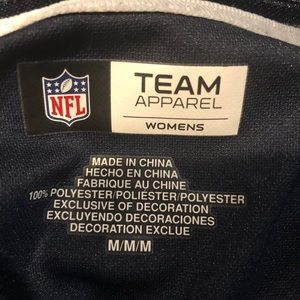 NFL
TEAM
APPAREL
WOMENS
MADE IN CHINA
HECHO EN CHINA
FABRIQUE AU CHINE
100% POLYESTER/POLIÉSTER/POLYESTER
EXCLUSIVE OF DECORATION
EXCLUYENDO DECORACIONES
DECORATION EXCLUE
M/M/M